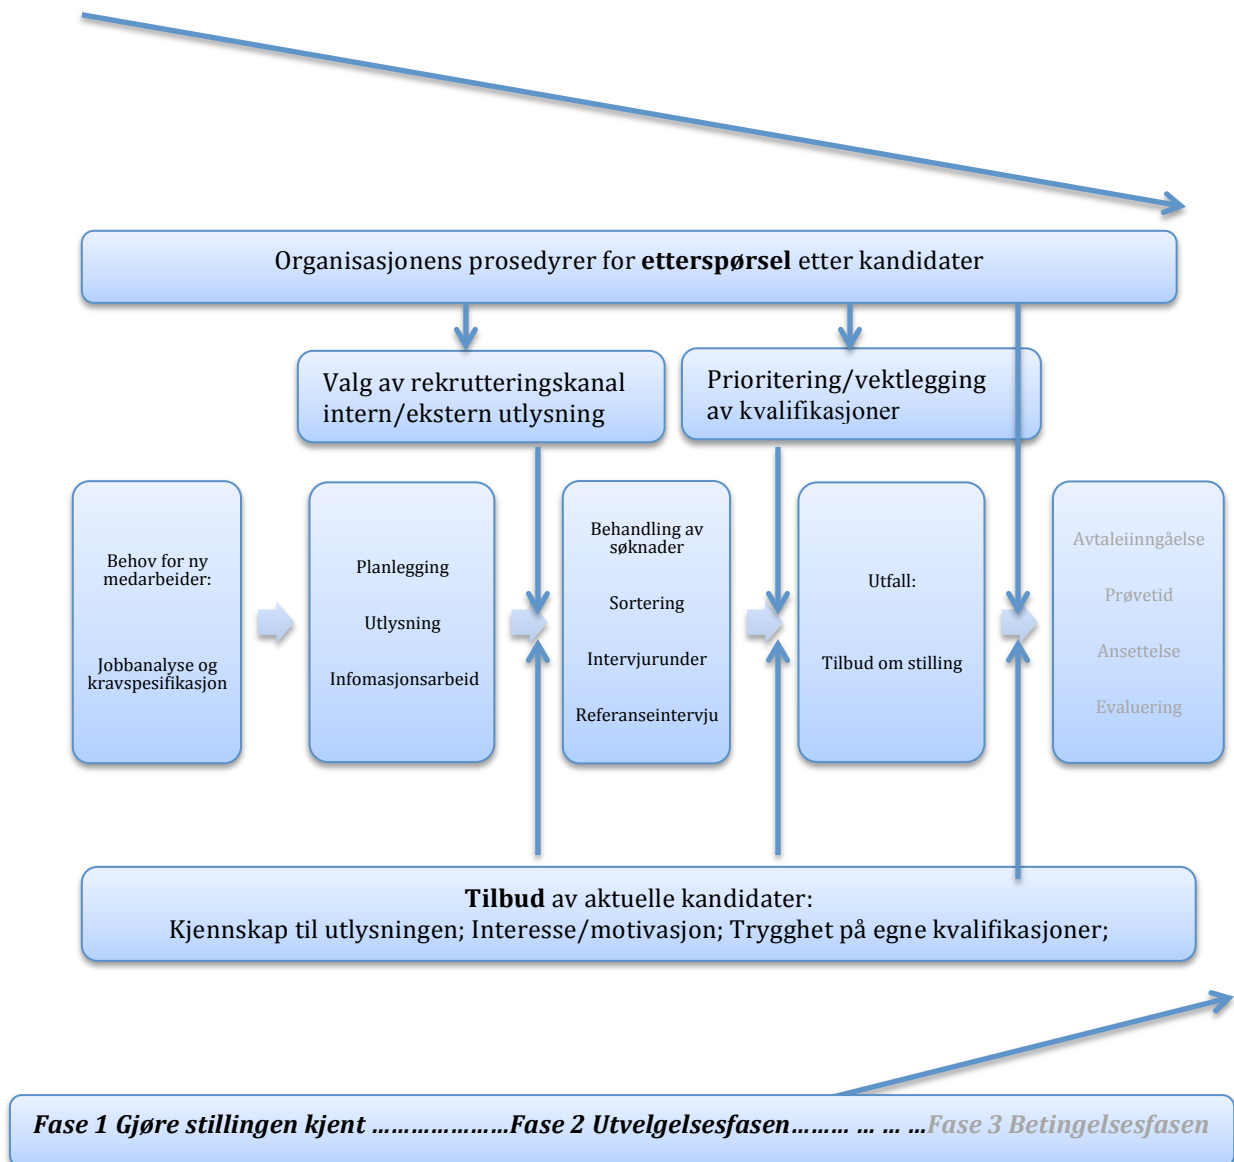 Organisasjonens prosedyrer for etterspørsel etter kandidater
Valg av rekrutteringskanal
intern/ekstern utlysning
Prioritering/vektlegging
av kvalifikasjoner
Behov for ny
medarbeider:
Jobbanalyse og
kravspesifikasjon
Planlegging
Utlysning
Infomasjonsarbeid
Behandling av
søknader
Sortering
Intervjurunder
Referanseintervju
Utfall:
Tilbud om stilling
Avtaleiinngåelse
Prøvetid
Ansettelse
Evaluering
Tilbud av aktuelle kandidater:
Kjennskap til utlysningen; Interesse/motivasjon; Trygghet på egne kvalifikasjoner;
Fase 1 Gjøre stillingen kjent .....................Fase 2 Utvelgelsesfasen......... ... ... ...Fase 3 Betingelsesfasen